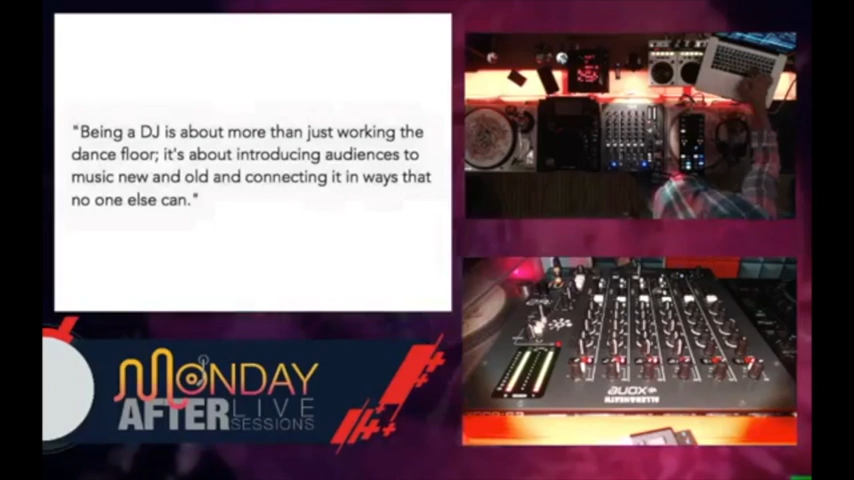 "Being a DJ is about more than just working the
dance floor; it's about introducing audiences to
music new and old and connecting it in ways that
no one else can."
MONDAY
AFTER LIVE
SESSIONS
XONE
ALLEN&HEATH